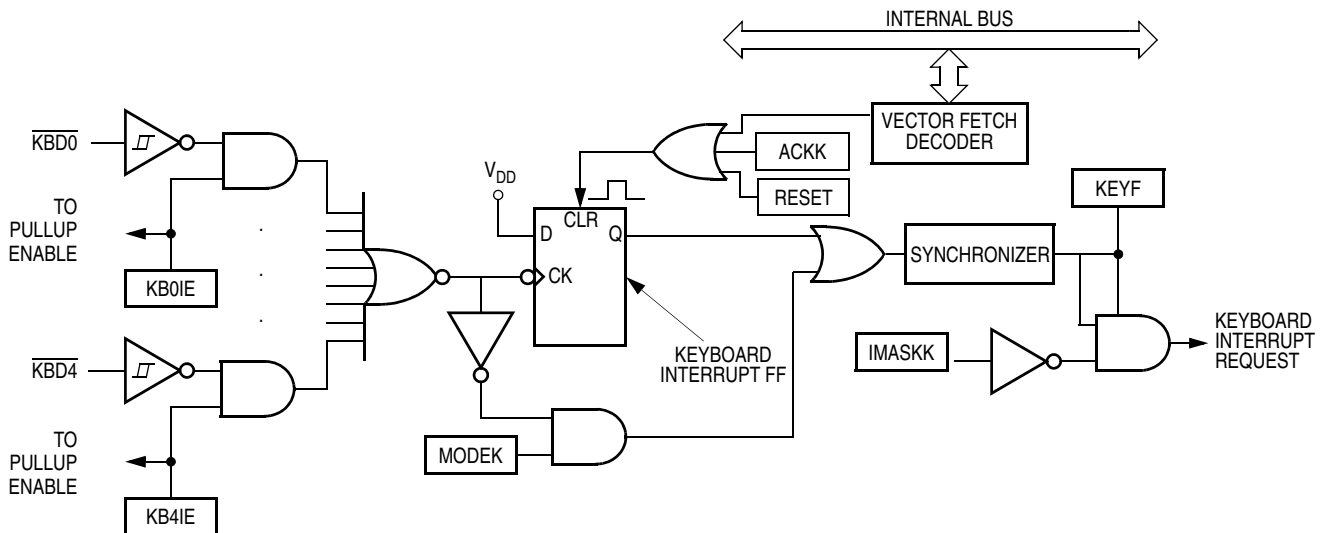 INTERNAL BUS
KBD0
VECTOR FETCH
DECODER
ACKK
VDD
KEYF
RESET
TO
PULLUP
ENABLE
CLR
D
Q
SYNCHRONIZER
CK
KB0IE
KEYBOARD
INTERRUPT
REQUEST
KEYBOARD
INTERRUPT FF
IMASKK
KBD4
MODEK
TO
PULLUP
ENABLE
KB4IE